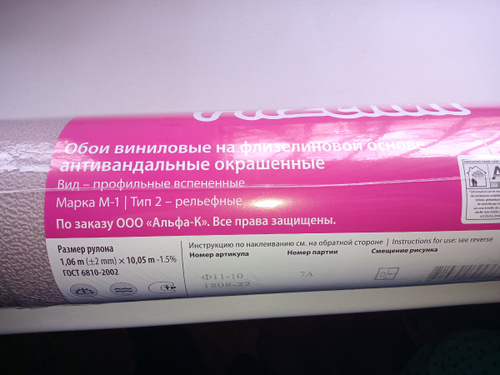 Обои виниловые на флизелиновой основе
антивандальные окрашенные
Вид – профильные вспененные
Марка М-1 | Тип 2 – рельефные
По заказу ООО «Альфа-К». Все права защищены.
Размер рулона
1,06 m (±2 mm) × 10,05 m -1.5%
ГОСТ 6810-2002
Инструкцию по наклеиванию см. на обратной стороне | Instructions for use: see reverse
Номер артикула Номер партии Смещение рисунка
Ф11-10 7А
1808-22